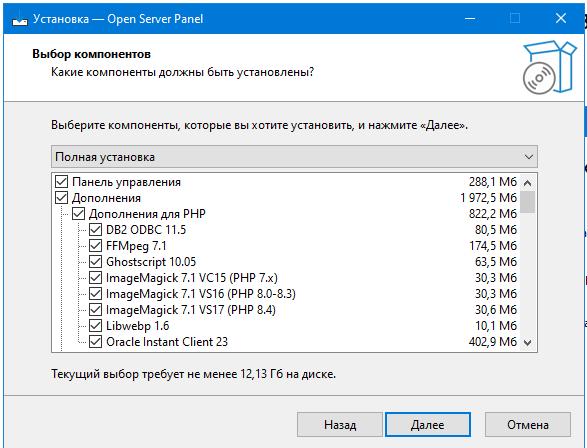 Установка — Open Server Panel
Выбор компонентов
Какие компоненты должны быть установлены?
Выберите компоненты, которые вы хотите установить, и нажмите «Далее».
Полная установка
Панель управления 288,1 Мб
Дополнения 1 972,5 Мб
Дополнения для PHP 822,2 Мб
DB2 ODBC 11.5 80,5 Мб
FFMpeg 7.1 174,5 Мб
Ghostscript 10.05 63,5 Мб
ImageMagick 7.1 VC15 (PHP 7.x) 30,3 Мб
ImageMagick 7.1 VS16 (PHP 8.0-8.3) 30,3 Мб
ImageMagick 7.1 VS17 (PHP 8.4) 30,6 Мб
Libwebp 1.6 10,1 Мб
Oracle Instant Client 23 402,9 Мб
Текущий выбор требует не менее 12,13 Гб на диске.
Назад Далее Отмена